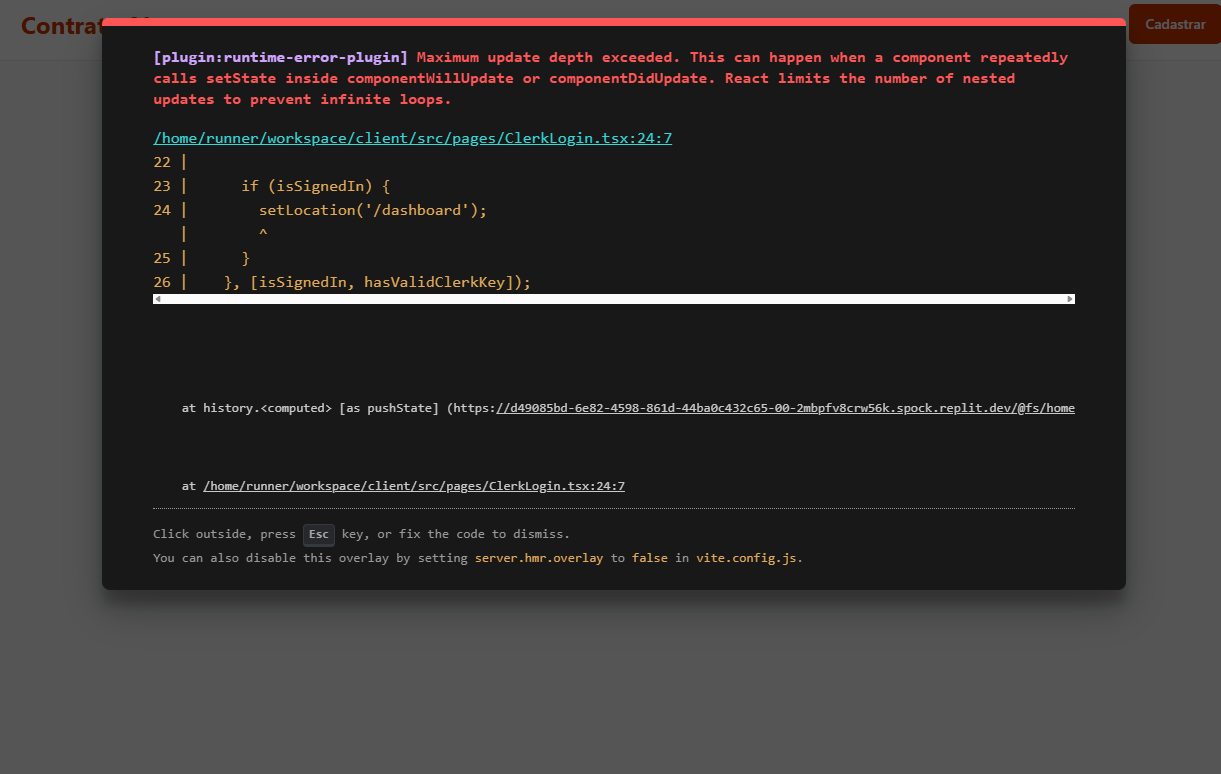 Cadastrar
[plugin:runtime-error-plugin] Maximum update depth exceeded. This can happen when a component repeatedly
calls setState inside componentWillUpdate or componentDidUpdate. React limits the number of nested
updates to prevent infinite loops.
/home/runner/workspace/client/src/pages/ClerkLogin.tsx:24:7
22 |
23 |      if (isSignedIn) {
24 |        setLocation('/dashboard');
|        ^
25 |      }
26 |    }, [isSignedIn, hasValidClerkKey]);
at history.<computed> [as pushState] (https://d49085bd-6e82-4598-861d-44ba0c432c65-00-2mbpfv8crw56k.spock.replit.dev/@fs/home
at /home/runner/workspace/client/src/pages/ClerkLogin.tsx:24:7
Click outside, press Esc key, or fix the code to dismiss.
You can also disable this overlay by setting server.hmr.overlay to false in vite.config.js.